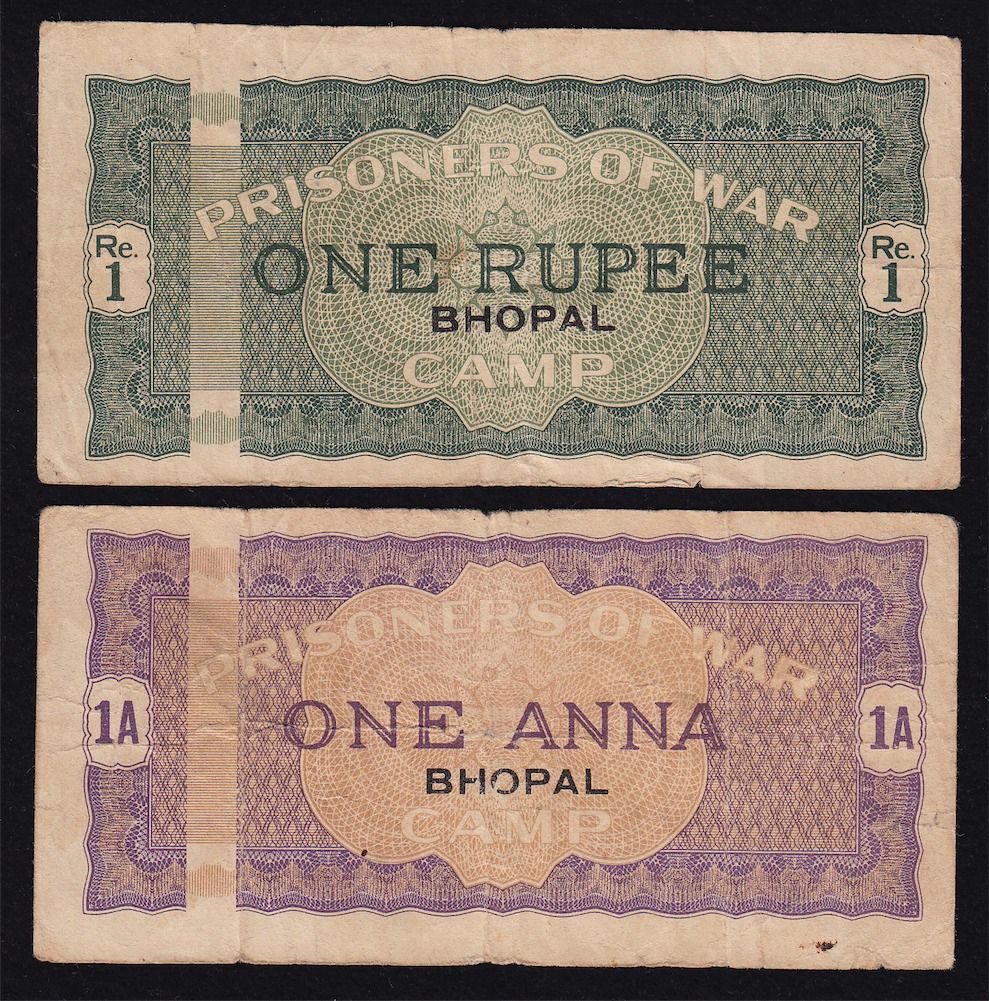 PRISONERS OF WAR
Re. 1
ONE RUPEE
Re. 1
BHOPAL
CAMP
PRISONERS OF WAR
1A
ONE ANNA
1A
BHOPAL
CAMP